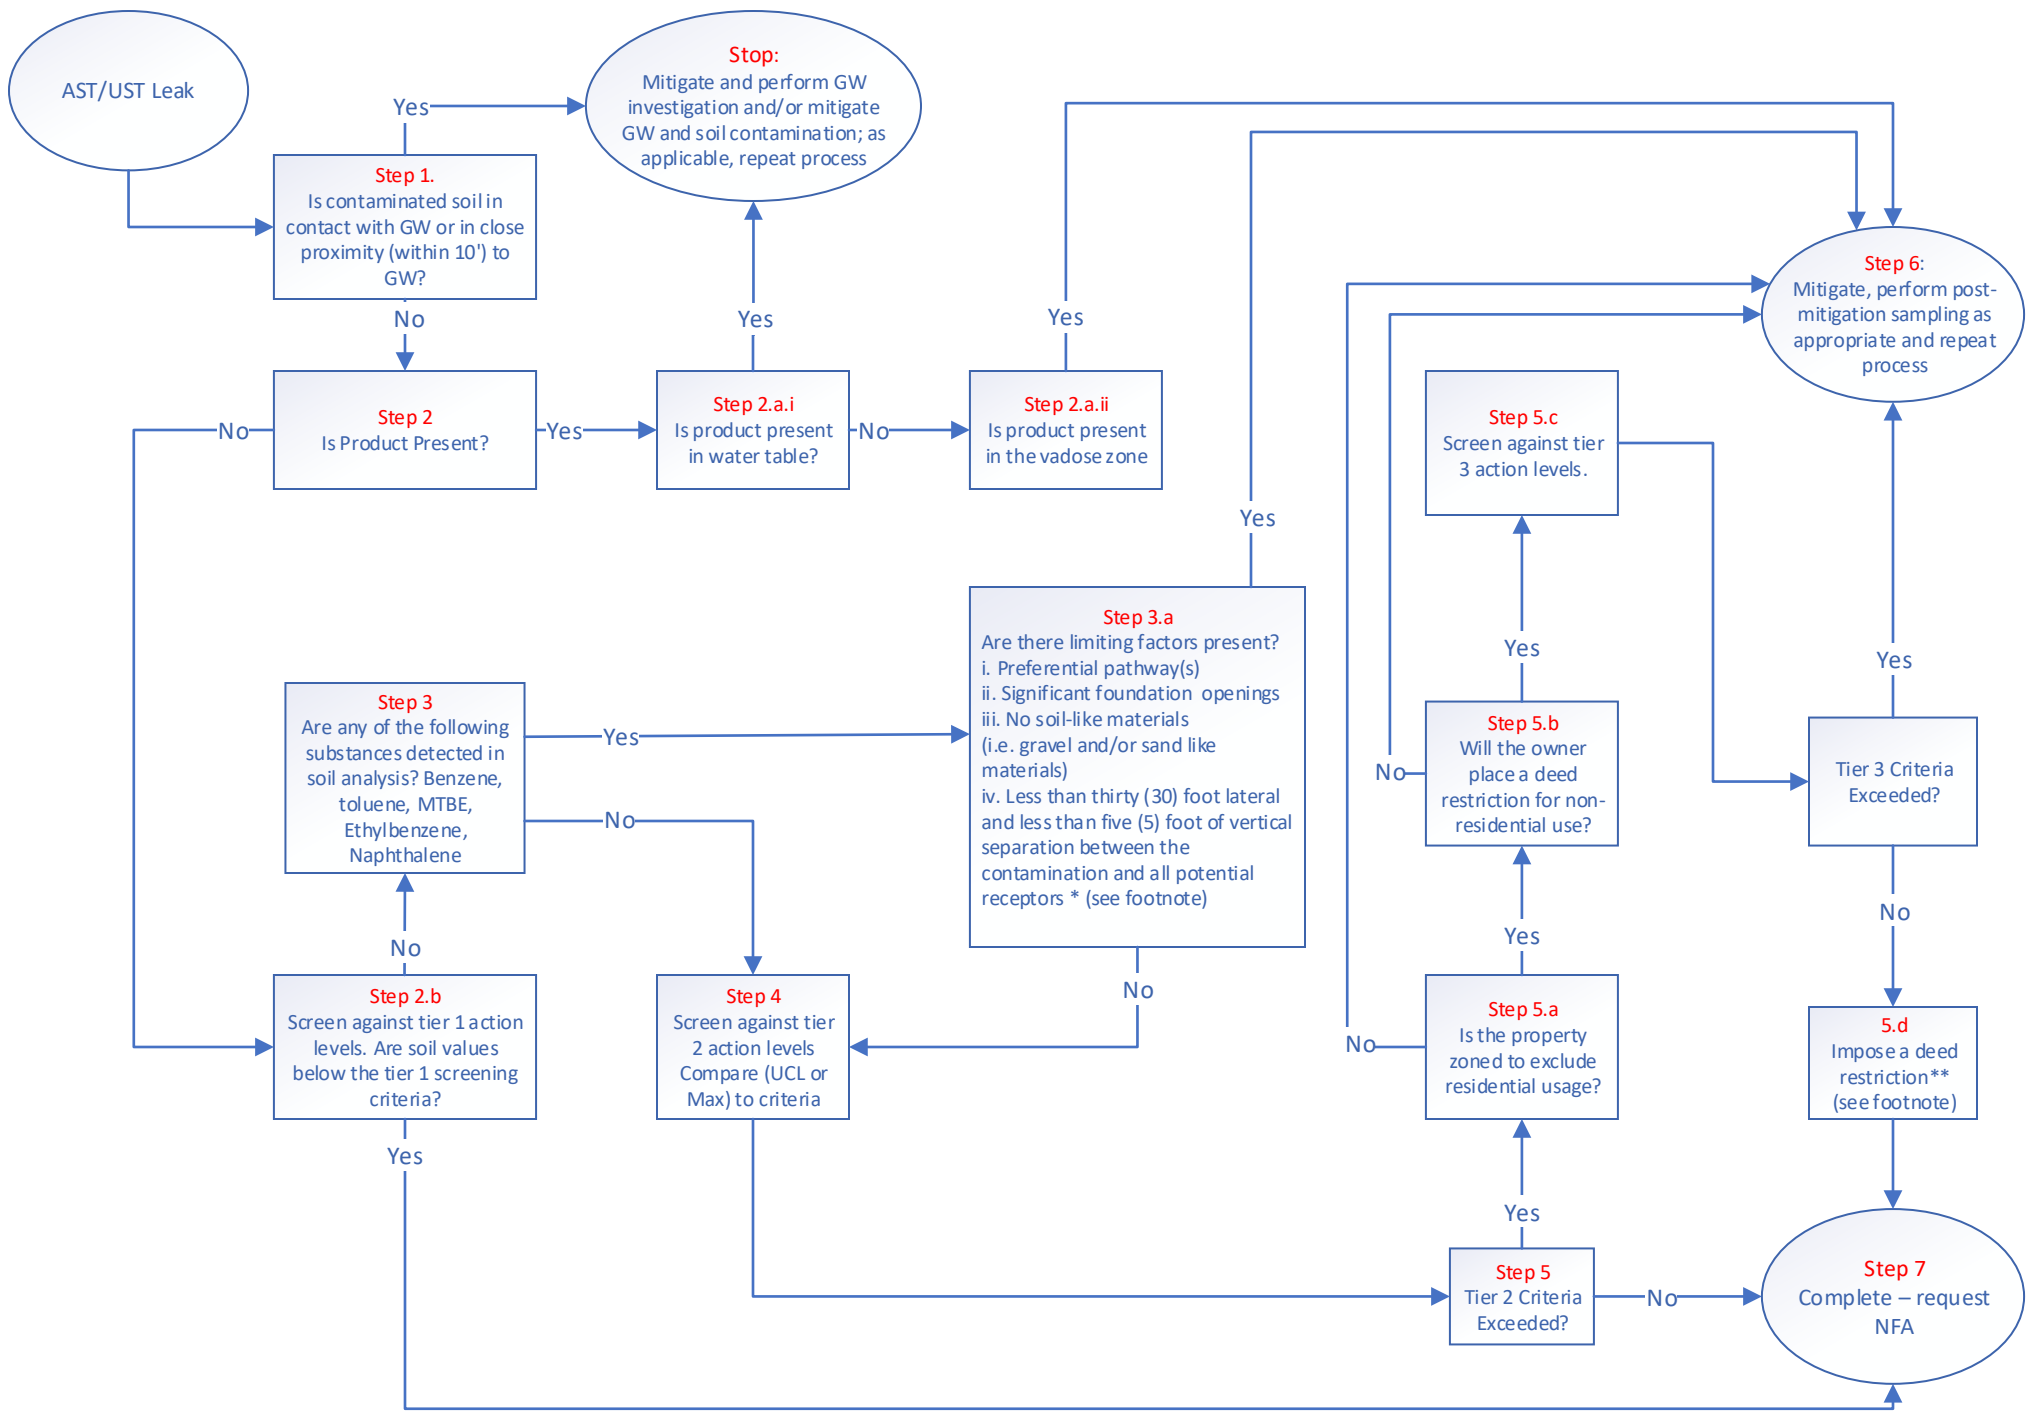 AST/UST Leak
Stop:
Mitigate and perform GW
investigation and/or mitigate
GW and soil contamination; as
applicable, repeat process
Yes
Step 1.
Is contaminated soil in
contact with GW or in close
proximity (within 10') to
GW?
No
Yes
Yes
Step 6:
Mitigate, perform post-
mitigation sampling as
appropriate and repeat
process
Step 2
Is Product Present?
No
Yes
Step 2.a.i
Is product present
in water table?
No
Step 2.a.ii
Is product present
in the vadose zone
Step 5.c
Screen against tier
3 action levels.
Yes
Step 3.a
Are there limiting factors present?
i. Preferential pathway(s)
ii. Significant foundation openings
iii. No soil-like materials
(i.e. gravel and/or sand like
materials)
iv. Less than thirty (30) foot lateral
and less than five (5) foot of vertical
separation between the
contamination and all potential
receptors * (see footnote)
Yes
Yes
Step 3
Are any of the following
substances detected in
soil analysis? Benzene,
toluene, MTBE,
Ethylbenzene,
Naphthalene
Yes
No
Step 5.b
Will the owner
place a deed
restriction for non-
residential use?
No
Tier 3 Criteria
Exceeded?
No
Yes
No
No
Step 2.b
Screen against tier 1 action
levels. Are soil values
below the tier 1 screening
criteria?
Step 4
Screen against tier
2 action levels
Compare (UCL or
Max) to criteria
Step 5.a
Is the property
zoned to exclude
residential usage?
No
5.d
Impose a deed
restriction**
(see footnote)
Yes
Yes
Step 5
Tier 2 Criteria
Exceeded?
No
Step 7
Complete – request
NFA